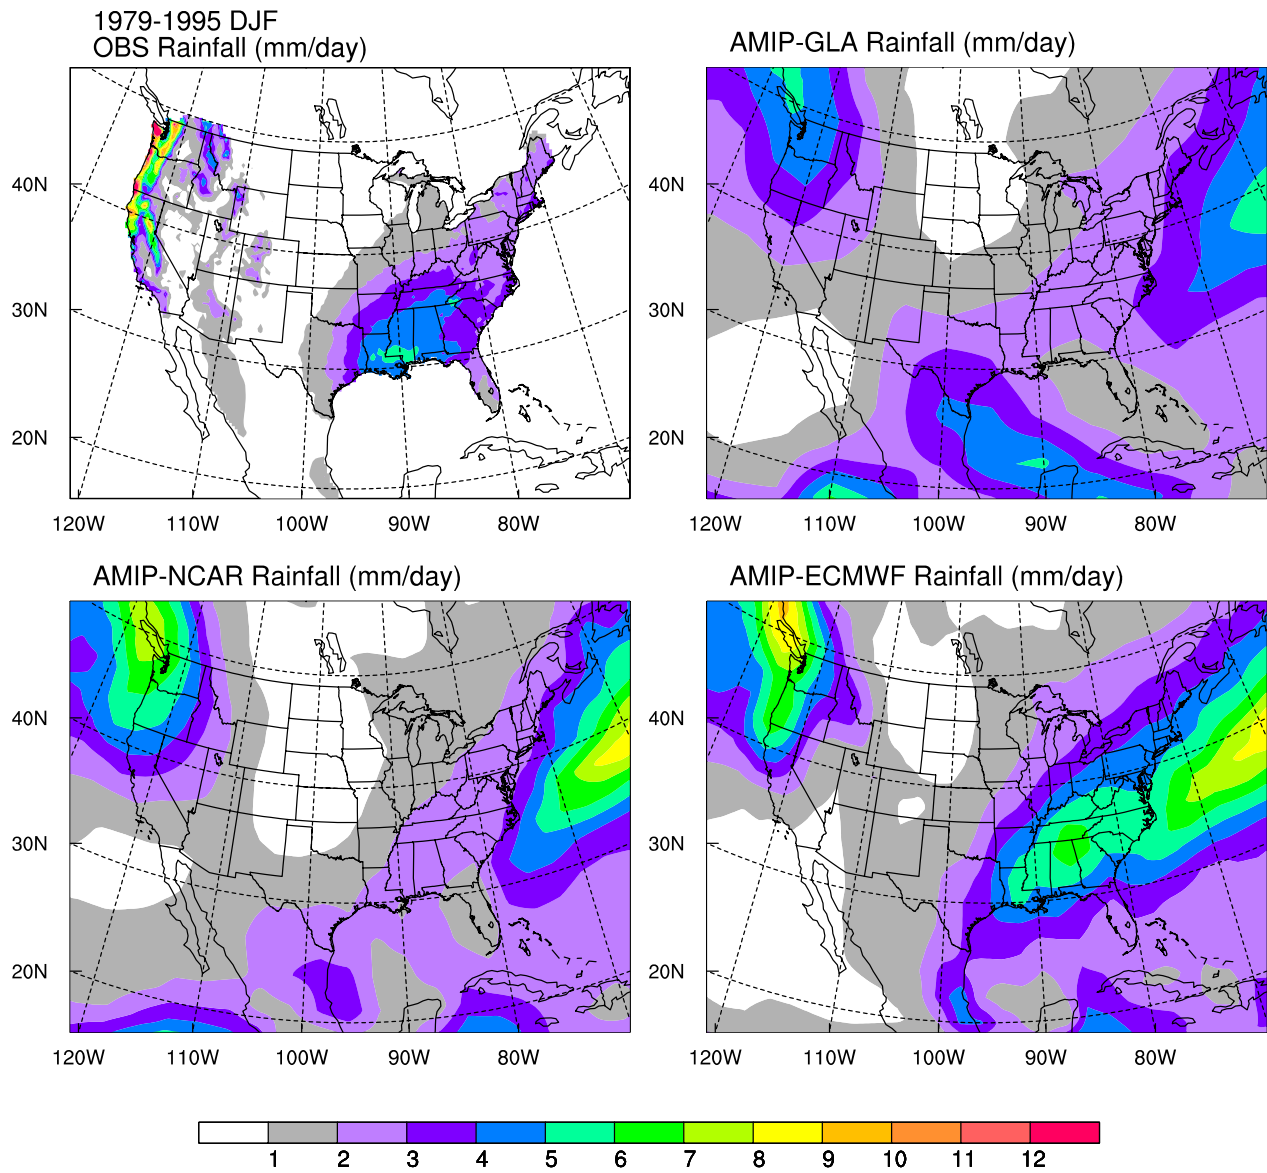 1979-1995 DJF
OBS Rainfall (mm/day)
40N
30N
20N
120W 110W 100W 90W 80W
AMIP-GLA Rainfall (mm/day)
40N
30N
20N
120W 110W 100W 90W 80W
AMIP-NCAR Rainfall (mm/day)
40N
30N
20N
120W 110W 100W 90W 80W
AMIP-ECMWF Rainfall (mm/day)
40N
30N
20N
120W 110W 100W 90W 80W
1 2 3 4 5 6 7 8 9 10 11 12